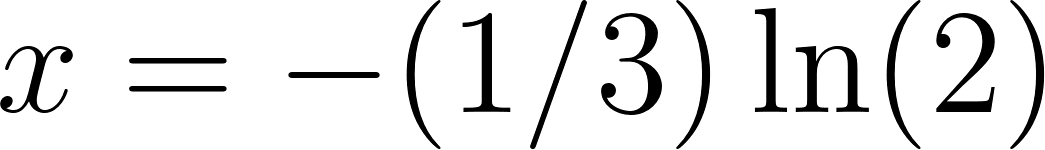 x = −(1/3) ln(2)